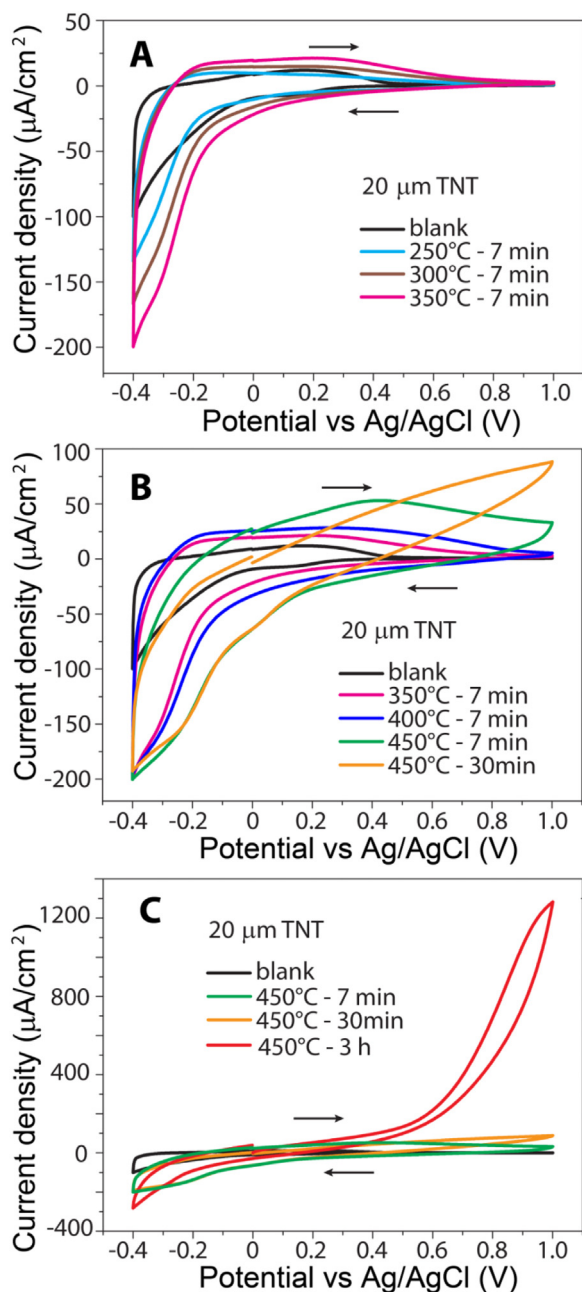 A
50
0
-50
-100
-150
-200
Current density (µA/cm²)
20 µm TNT
blank
250°C - 7 min
300°C - 7 min
350°C - 7 min
-0.4 -0.2 0 0.2 0.4 0.6 0.8 1.0
Potential vs Ag/AgCl (V)
B
100
50
0
-50
-100
-150
-200
Current density (µA/cm²)
20 µm TNT
blank
350°C - 7 min
400°C - 7 min
450°C - 7 min
450°C - 30min
-0.4 -0.2 0 0.2 0.4 0.6 0.8 1.0
Potential vs Ag/AgCl (V)
C
1200
800
400
0
-400
Current density (µA/cm²)
20 µm TNT
blank
450°C - 7 min
450°C - 30min
450°C - 3 h
-0.4 -0.2 0 0.2 0.4 0.6 0.8 1.0
Potential vs Ag/AgCl (V)